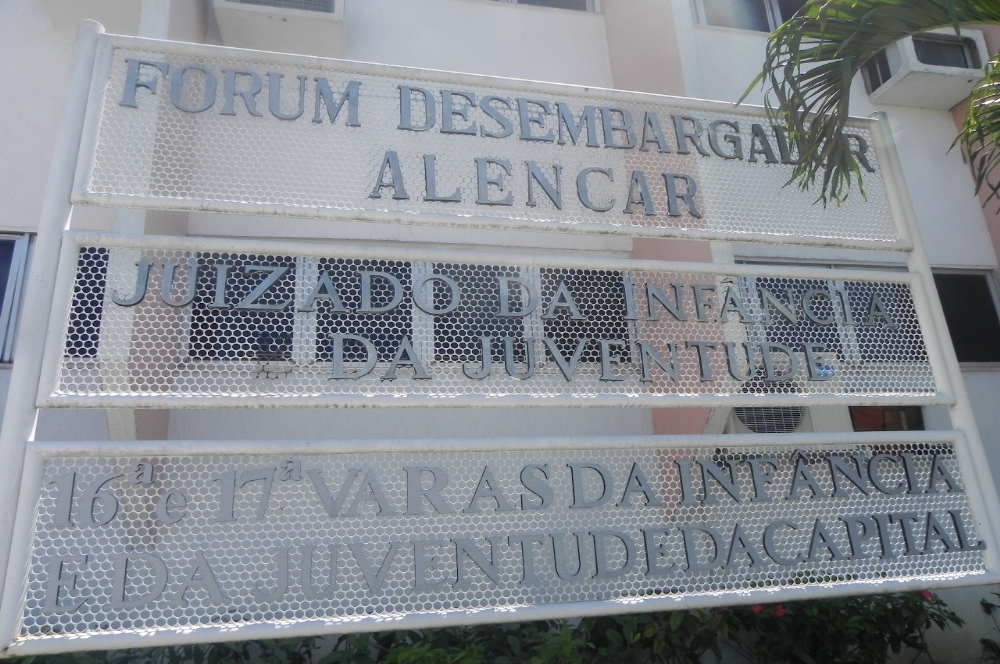 FORUM DESEMBARGADOR
ALENCAR
JUIZADO DA INFÂNCIA
DA JUVENTUDE
16ª e 17ª VARAS DA INFÂNCIA
E DA JUVENTUDE DA CAPITAL